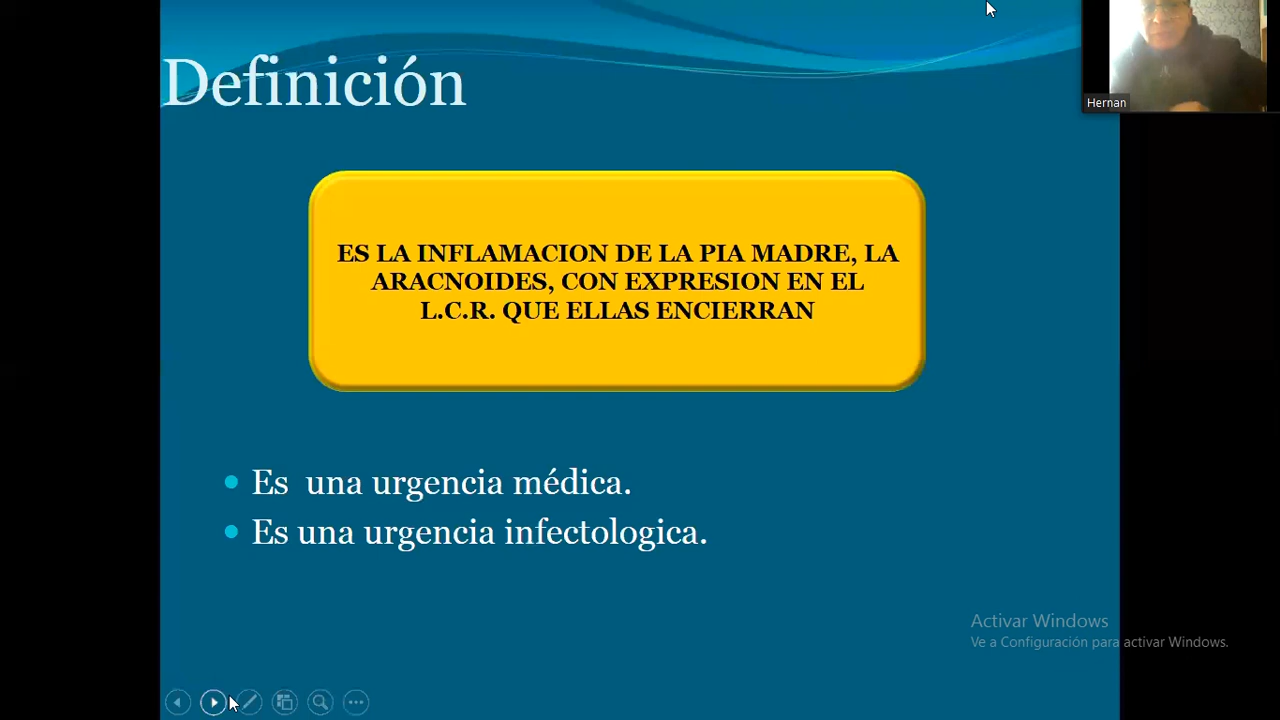 Definición
Hernan
ES LA INFLAMACION DE LA PIA MADRE, LA
ARACNOIDES, CON EXPRESION EN EL
L.C.R. QUE ELLAS ENCIERRAN
Es una urgencia médica.
Es una urgencia infectologica.
Activar Windows
Ve a Configuración para activar Windows.